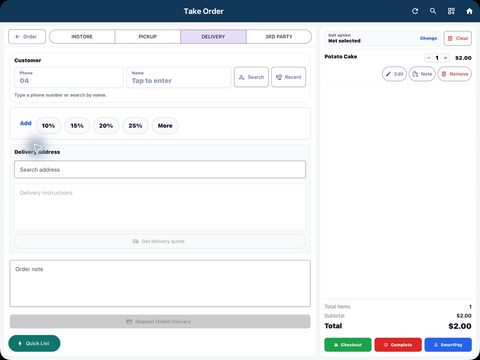 Take Order
Order
INSTORE
PICKUP
DELIVERY
3RD PARTY
Customer
Phone
04
Name
Tap to enter
Search
Recent
Type a phone number or search by name.
Add
10%
15%
20%
25%
More
Delivery address
Search address
Delivery instructions
Get delivery quote
Order note
Request Online Delivery
Quick List
Salt option
Not selected
Change
Clear
Potato Cake
− 1 +
$2.00
Edit
Note
Remove
Total items 1
Subtotal $2.00
Total $2.00
Checkout
Complete
SmartPay